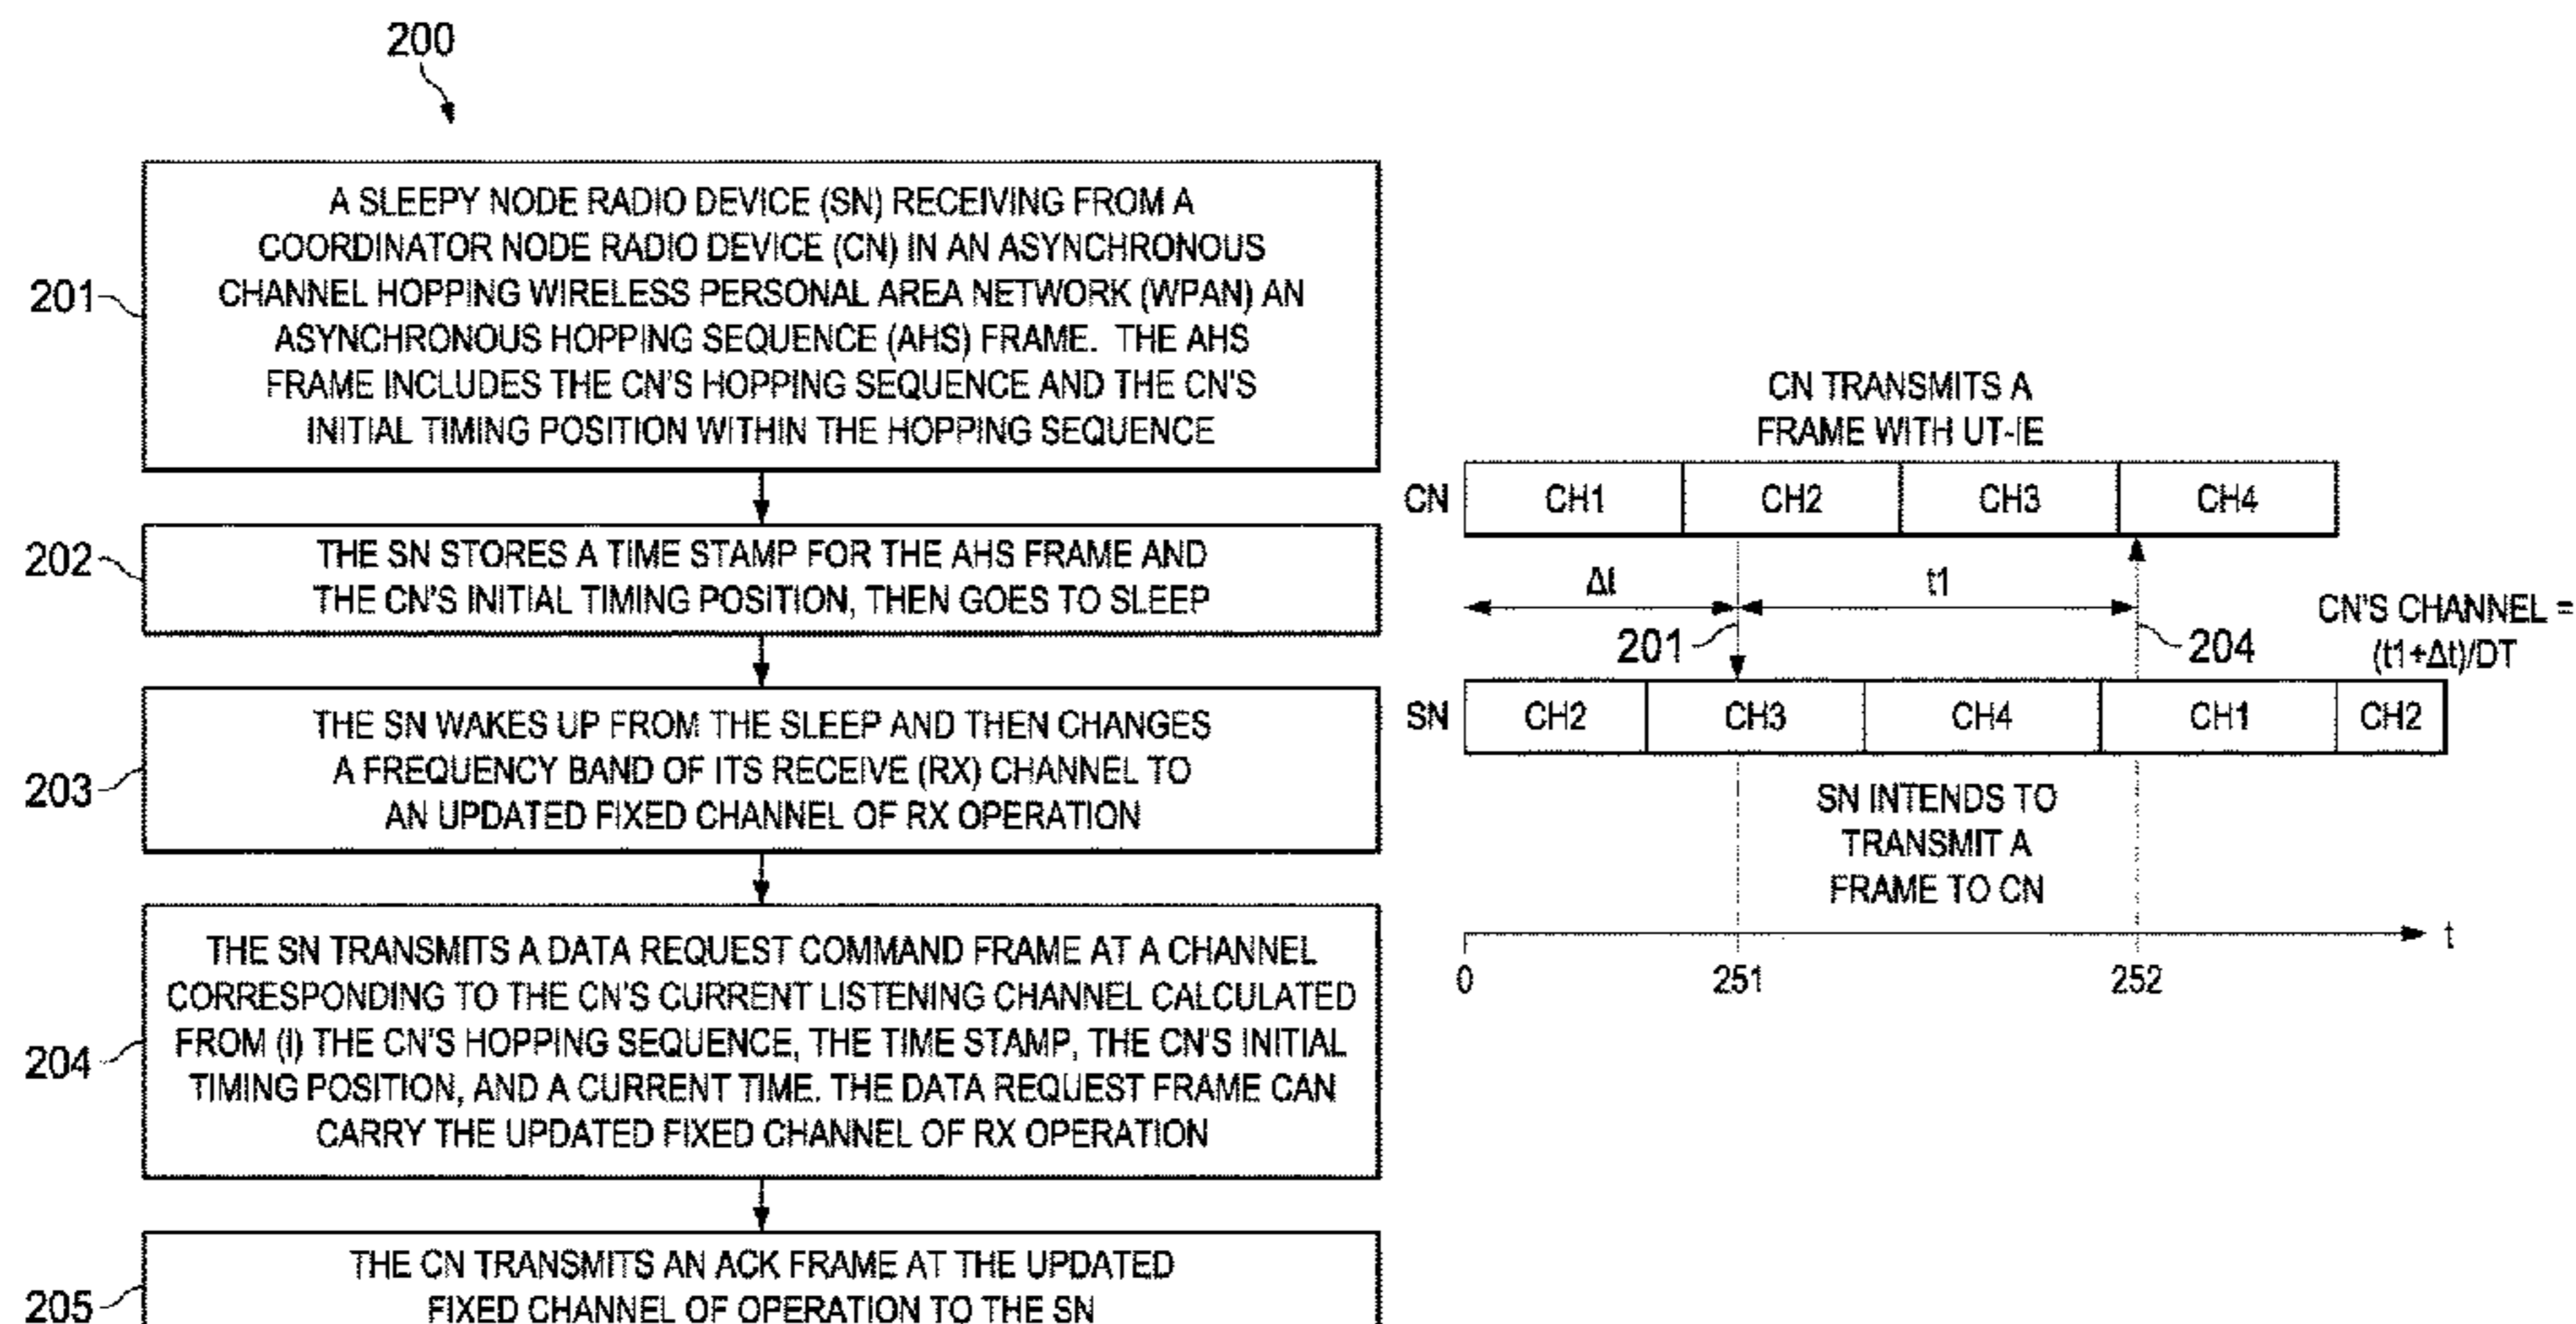 200
201
A SLEEPY NODE RADIO DEVICE (SN) RECEIVING FROM A
COORDINATOR NODE RADIO DEVICE (CN) IN AN ASYNCHRONOUS
CHANNEL HOPPING WIRELESS PERSONAL AREA NETWORK (WPAN) AN
ASYNCHRONOUS HOPPING SEQUENCE (AHS) FRAME. THE AHS
FRAME INCLUDES THE CN'S HOPPING SEQUENCE AND THE CN'S
INITIAL TIMING POSITION WITHIN THE HOPPING SEQUENCE
202
THE SN STORES A TIME STAMP FOR THE AHS FRAME AND
THE CN'S INITIAL TIMING POSITION, THEN GOES TO SLEEP
203
THE SN WAKES UP FROM THE SLEEP AND THEN CHANGES
A FREQUENCY BAND OF ITS RECEIVE (RX) CHANNEL TO
AN UPDATED FIXED CHANNEL OF RX OPERATION
204
THE SN TRANSMITS A DATA REQUEST COMMAND FRAME AT A CHANNEL
CORRESPONDING TO THE CN'S CURRENT LISTENING CHANNEL CALCULATED
FROM (I) THE CN'S HOPPING SEQUENCE, THE TIME STAMP, THE CN'S INITIAL
TIMING POSITION, AND A CURRENT TIME. THE DATA REQUEST FRAME CAN
CARRY THE UPDATED FIXED CHANNEL OF RX OPERATION
205
THE CN TRANSMITS AN ACK FRAME AT THE UPDATED
FIXED CHANNEL OF OPERATION TO THE SN
CN TRANSMITS A
FRAME WITH UT-IE
CN CH1 CH2 CH3 CH4
Δt t1
201 204
CN'S CHANNEL =
(t1+Δt)/DT
SN CH2 CH3 CH4 CH1 CH2
SN INTENDS TO
TRANSMIT A
FRAME TO CN
t
0 251 252